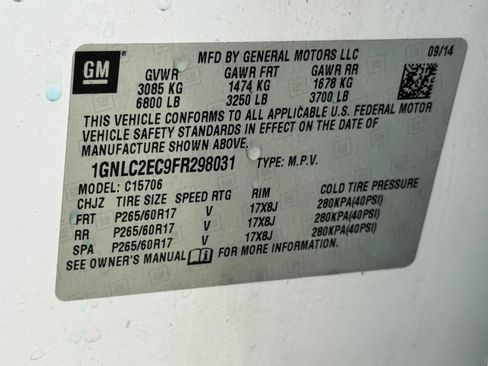 GM
MFD BY GENERAL MOTORS LLC 09/14
GVWR GAWR FRT GAWR RR
3085 KG 1474 KG 1678 KG
6800 LB 3250 LB 3700 LB
THIS VEHICLE CONFORMS TO ALL APPLICABLE U.S. FEDERAL MOTOR
VEHICLE SAFETY STANDARDS IN EFFECT ON THE DATE OF
MANUFACTURE SHOWN ABOVE.
1GNLC2EC9FR298031 TYPE: M.P.V.
MODEL: C15706
CHJZ TIRE SIZE SPEED RTG RIM COLD TIRE PRESSURE
FRT P265/60R17 V 17X8J 280KPA(40PSI)
RR P265/60R17 V 17X8J 280KPA(40PSI)
SPA P265/60R17 V 17X8J 280KPA(40PSI)
SEE OWNER'S MANUAL FOR MORE INFORMATION.